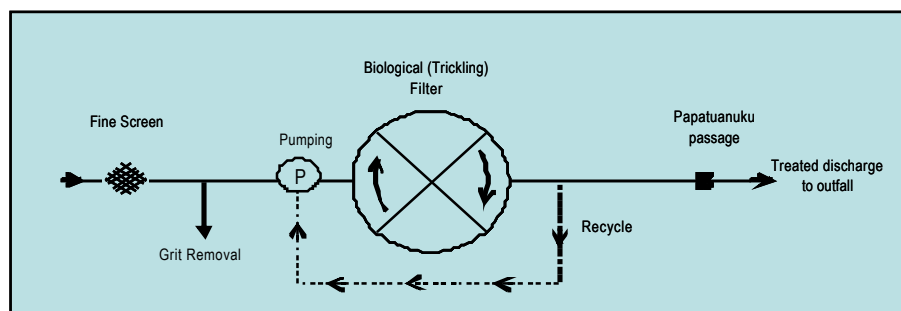 Biological (Trickling)
Filter
Fine Screen
Pumping
Papatuanuku
passage
P
Treated discharge
to outfall
Recycle
Grit Removal